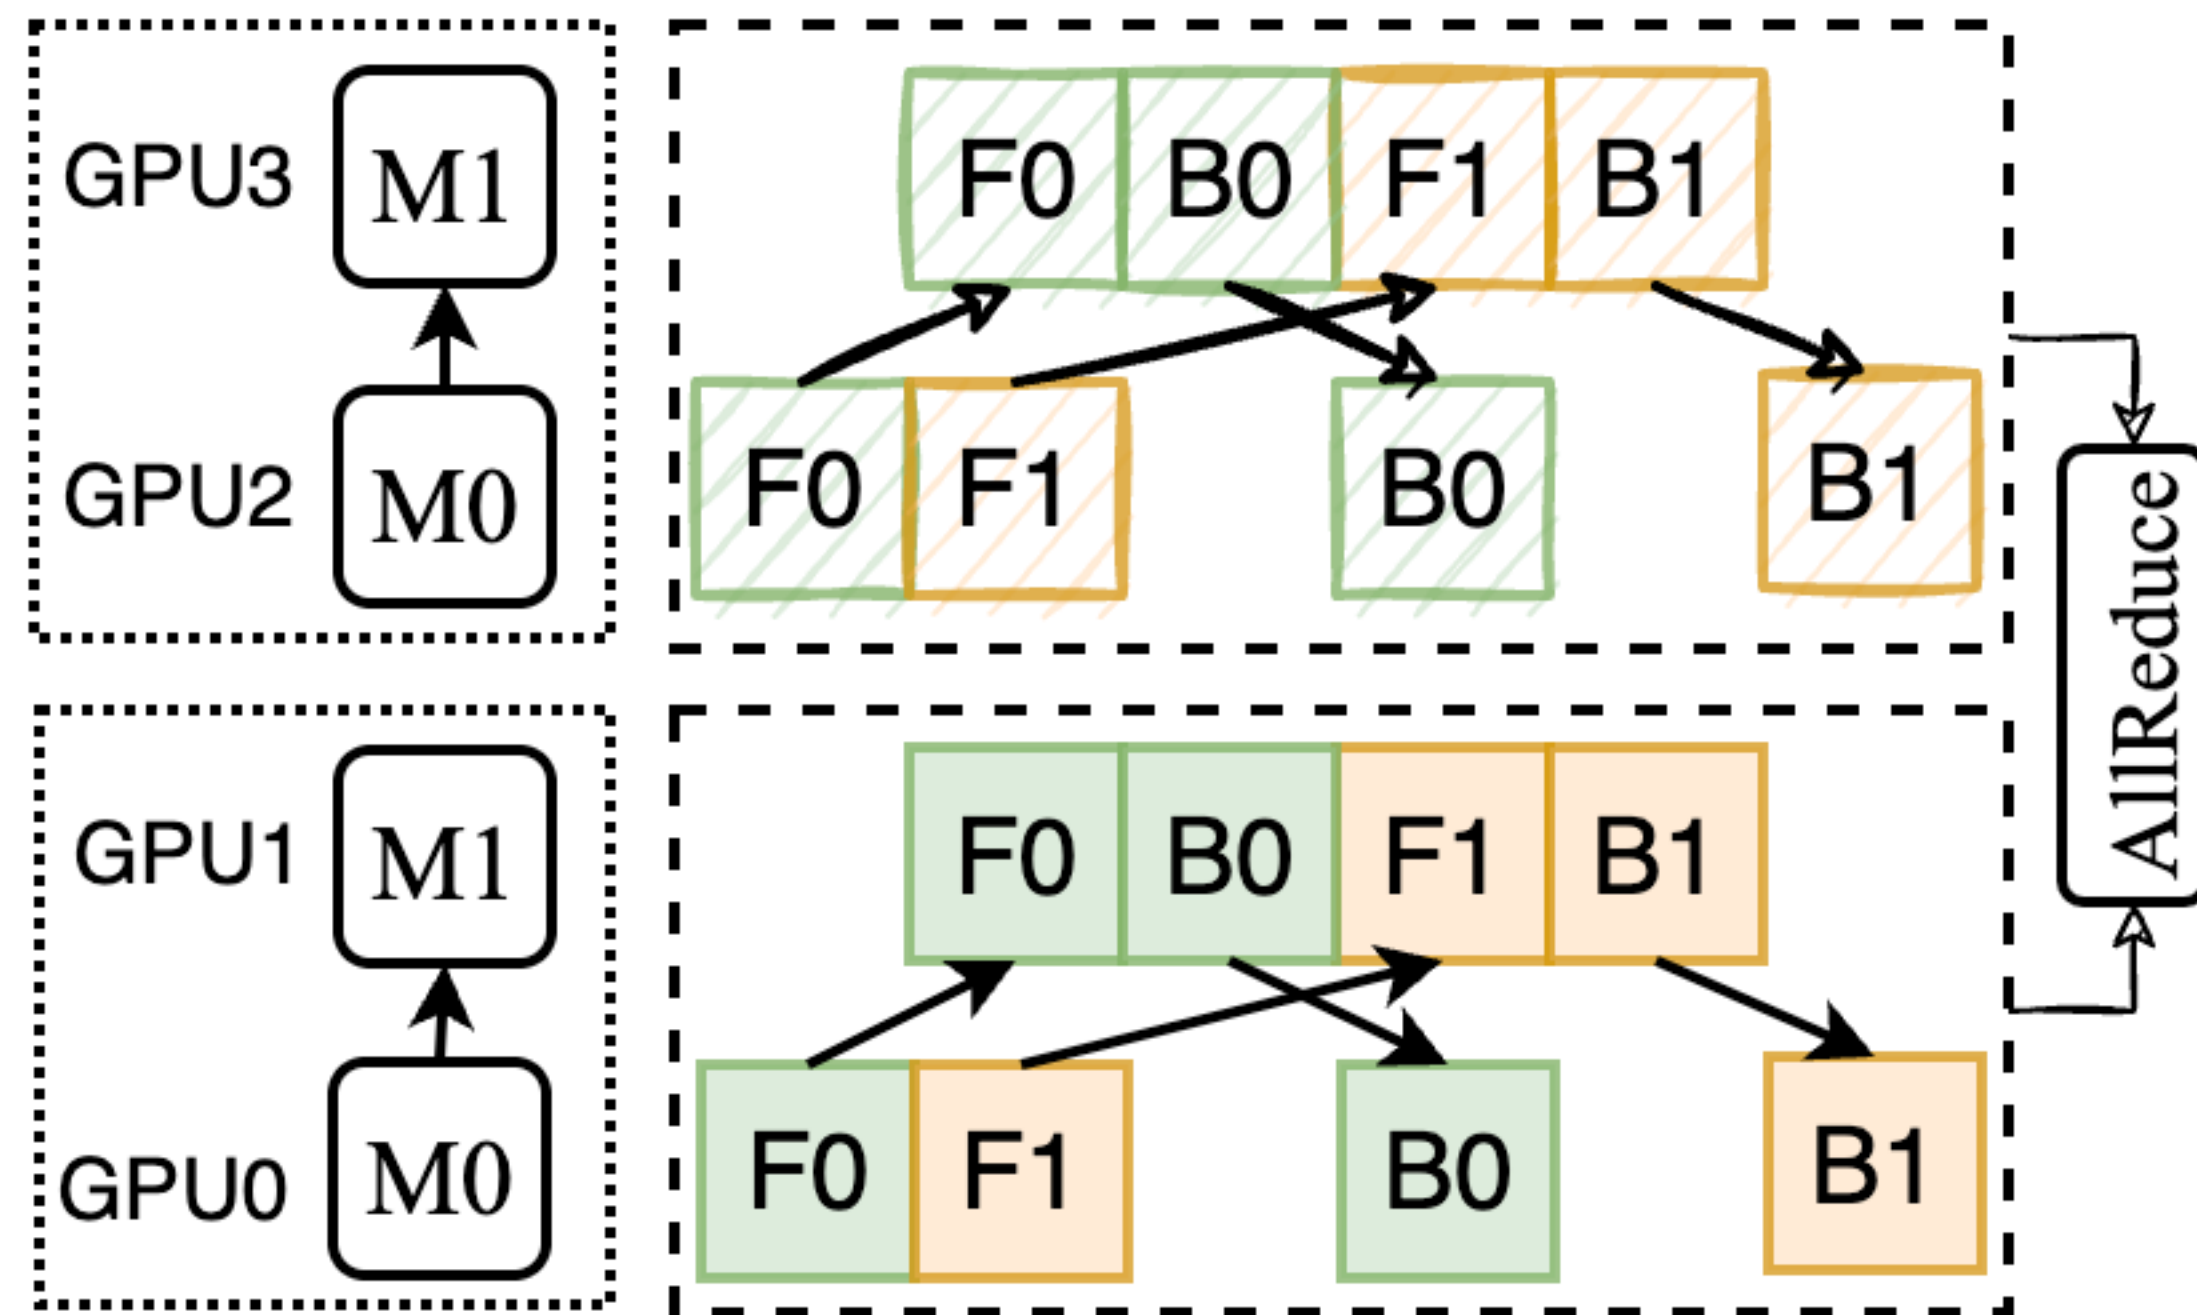 GPU3 M1 F0 B0 F1 B1
GPU2 M0 F0 F1 B0 B1
AllReduce
GPU1 M1 F0 B0 F1 B1
GPU0 M0 F0 F1 B0 B1